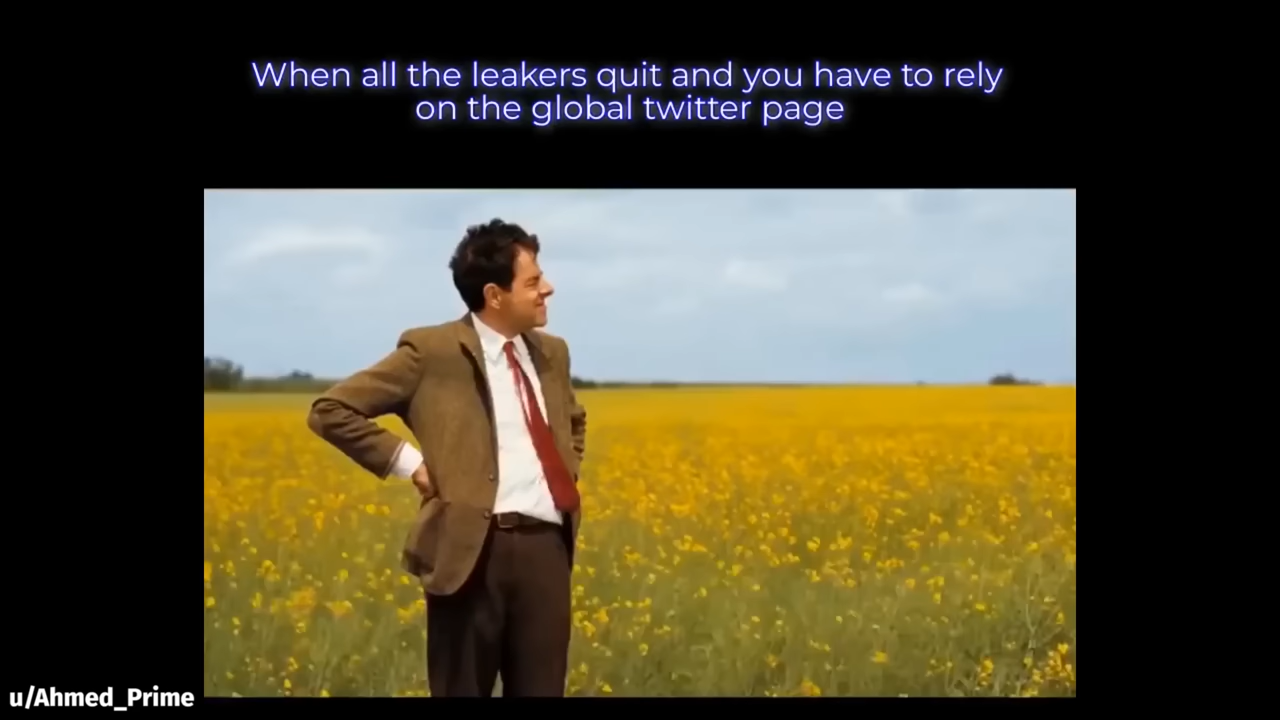 When all the leakers quit and you have to rely
on the global twitter page
u/Ahmed_Prime